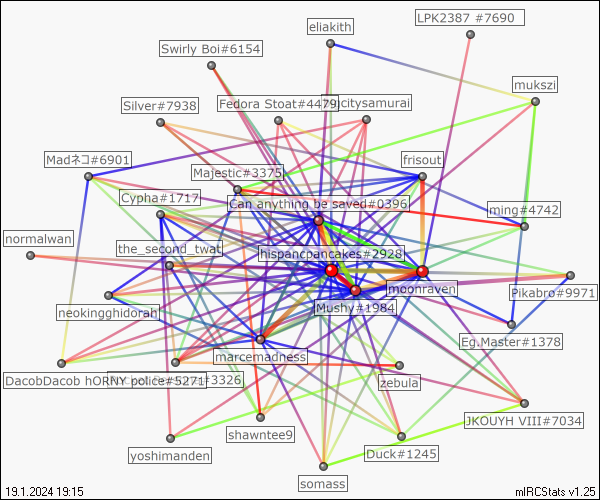 LPK2387 #7690
eliakith
Swirly Boi#6154
mukszi
Silver#7938
Fedora Stoat#4479
citysamurai
Madネコ#6901
Majestic#3375
frisout
Cypha#1717
Can anything be saved#0396
ming#4742
normalwan
the_second_twat
hispancpancakes#2928
Pikabro#9971
neokingghidorah
Mushy#1984
moonraven
Eg.Master#1378
marcemadness
DacobDacob hORNY police#5271
#3326
zebula
shawntee9
JKOUYH VIII#7034
yoshimanden
Duck#1245
somass
19.1.2024 19:15
mIRCStats v1.25